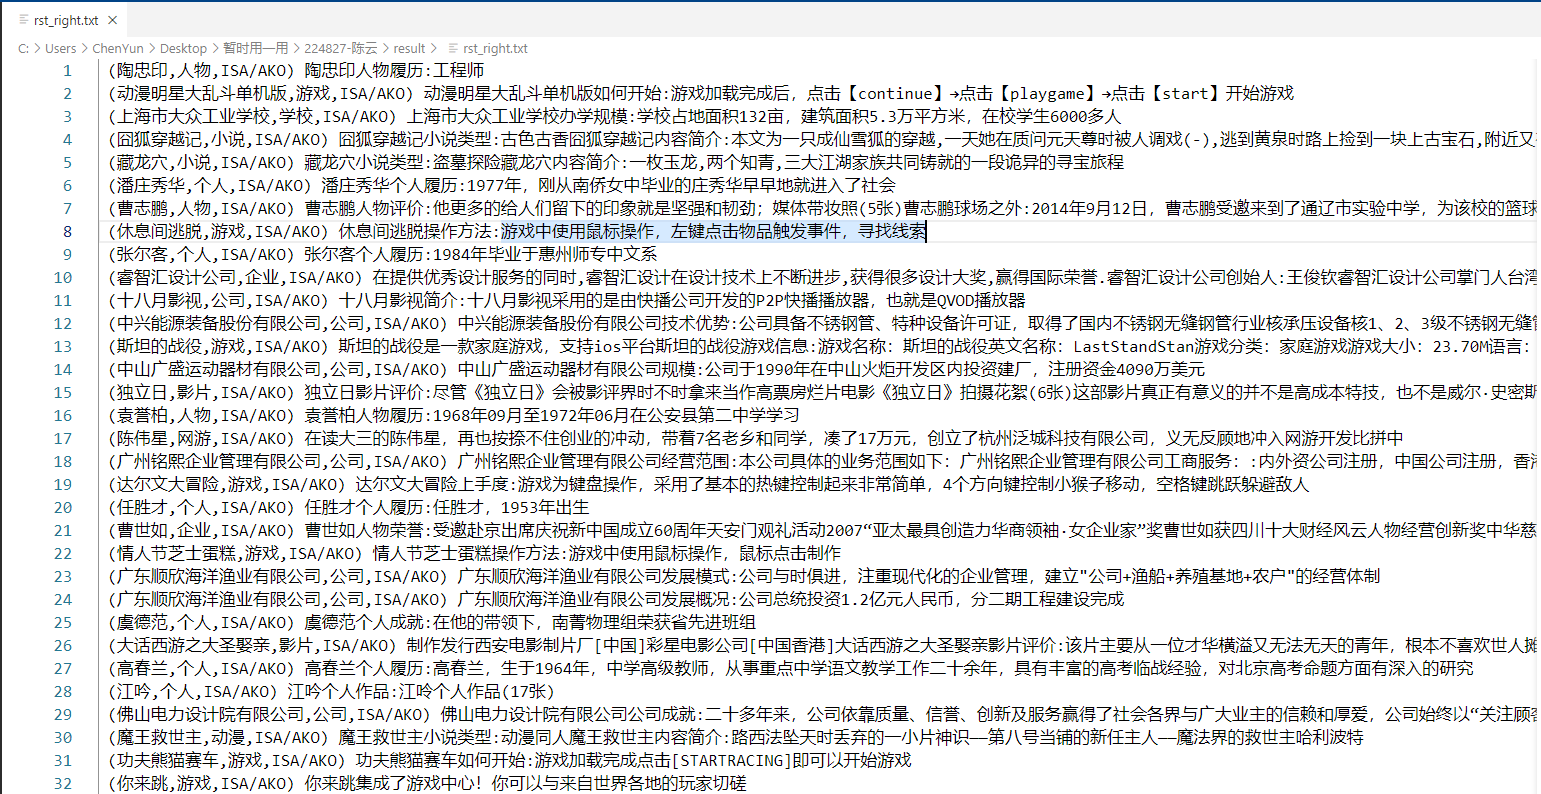 rst_right.txt ×
C: > Users > ChenYun > Desktop > 暂时用一用 > 224827-陈云 > result > rst_right.txt
1 (陶忠印,人物,ISA/AKO) 陶忠印人物履历:工程师
2 (动漫明星大乱斗单机版,游戏,ISA/AKO) 动漫明星大乱斗单机版如何开始:游戏加载完成后，点击【continue】→点击【playgame】→点击【start】开始游戏
3 (上海市大众工业学校,学校,ISA/AKO) 上海市大众工业学校办学规模:学校占地面积132亩，建筑面积5.3万平方米，在校学生6000多人
4 (囧狐穿越记,小说,ISA/AKO) 囧狐穿越记小说类型:古色古香囧狐穿越记内容简介:本文为一只成仙雪狐的穿越,一天她在质问元天尊时被人调戏(-),逃到黄泉时路上捡到一块上古宝石,附近又
5 (藏龙穴,小说,ISA/AKO) 藏龙穴小说类型:盗墓探险藏龙穴内容简介:一枚玉龙,两个知青,三大江湖家族共同铸就的一段诡异的寻宝旅程
6 (潘庄秀华,个人,ISA/AKO) 潘庄秀华个人履历:1977年，刚从南侨女中毕业的庄秀华早早地就进入了社会
7 (曹志鹏,人物,ISA/AKO) 曹志鹏人物评价:他更多的给人们留下的印象就是坚强和韧劲；媒体带妆照(5张)曹志鹏球场之外:2014年9月12日，曹志鹏受邀来到了通辽市实验中学，为该校的篮球
8 (休息间逃脱,游戏,ISA/AKO) 休息间逃脱操作方法:游戏中使用鼠标操作，左键点击物品触发事件，寻找线索
9 (张尔客,个人,ISA/AKO) 张尔客个人履历:1984年毕业于惠州师专中文系
10 (睿智汇设计公司,企业,ISA/AKO) 在提供优秀设计服务的同时,睿智汇设计在设计技术上不断进步,获得很多设计大奖,赢得国际荣誉.睿智汇设计公司创始人:王俊钦睿智汇设计公司掌门人台湾
11 (十八月影视,公司,ISA/AKO) 十八月影视简介:十八月影视采用的是由快播公司开发的P2P快播播放器，也就是QVOD播放器
12 (中兴能源装备股份有限公司,公司,ISA/AKO) 中兴能源装备股份有限公司技术优势:公司具备不锈钢管、特种设备许可证，取得了国内不锈钢无缝钢管行业核承压设备核1、2、3级不锈钢无缝
13 (斯坦的战役,游戏,ISA/AKO) 斯坦的战役是一款家庭游戏，支持ios平台斯坦的战役游戏信息:游戏名称: 斯坦的战役英文名称: LastStandStan游戏分类: 家庭游戏游戏大小: 23.70M语言:
14 (中山广盛运动器材有限公司,公司,ISA/AKO) 中山广盛运动器材有限公司规模:公司于1990年在中山火炬开发区内投资建厂，注册资金4090万美元
15 (独立日,影片,ISA/AKO) 独立日影片评价:尽管《独立日》会被影评界时不时拿来当作高票房烂片电影《独立日》拍摄花絮(6张)这部影片真正有意义的并不是高成本特技，也不是威尔·史密斯
16 (袁誉柏,人物,ISA/AKO) 袁誉柏人物履历:1968年09月至1972年06月在公安县第二中学学习
17 (陈伟星,网游,ISA/AKO) 在读大三的陈伟星，再也按捺不住创业的冲动，带着7名老乡和同学，凑了17万元，创立了杭州泛城科技有限公司，义无反顾地冲入网游开发比拼中
18 (广州铭熙企业管理有限公司,公司,ISA/AKO) 广州铭熙企业管理有限公司经营范围:本公司具体的业务范围如下: 广州铭熙企业管理有限公司工商服务: :内外资公司注册，中国公司注册，香港
19 (达尔文大冒险,游戏,ISA/AKO) 达尔文大冒险上手度:游戏为键盘操作，采用了基本的热键控制起来非常简单，4个方向键控制小猴子移动，空格键跳跃躲避敌人
20 (任胜才,个人,ISA/AKO) 任胜才个人履历:任胜才，1953年出生
21 (曹世如,企业,ISA/AKO) 曹世如人物荣誉:受邀赴京出席庆祝新中国成立60周年天安门观礼活动2007“亚太最具创造力华商领袖·女企业家”奖曹世如获四川十大财经风云人物经营创新奖中华慈
22 (情人节芝士蛋糕,游戏,ISA/AKO) 情人节芝士蛋糕操作方法:游戏中使用鼠标操作，鼠标点击制作
23 (广东顺欣海洋渔业有限公司,公司,ISA/AKO) 广东顺欣海洋渔业有限公司发展模式:公司与时俱进，注重现代化的企业管理，建立"公司+渔船+养殖基地+农户"的经营体制
24 (广东顺欣海洋渔业有限公司,公司,ISA/AKO) 广东顺欣海洋渔业有限公司发展概况:公司总统投资1.2亿元人民币，分二期工程建设完成
25 (虞德范,个人,ISA/AKO) 虞德范个人成就:在他的带领下，南菁物理组荣获省先进班组
26 (大话西游之大圣娶亲,影片,ISA/AKO) 制作发行西安电影制片厂[中国]彩星电影公司[中国香港]大话西游之大圣娶亲影片评价:该片主要从一位才华横溢又无法无天的青年，根本不喜欢世人摊
27 (高春兰,个人,ISA/AKO) 高春兰个人履历:高春兰，生于1964年，中学高级教师，从事重点中学语文教学工作二十余年，具有丰富的高考临战经验，对北京高考命题方面有深入的研究
28 (江吟,个人,ISA/AKO) 江吟个人作品:江吟个人作品(17张)
29 (佛山电力设计院有限公司,公司,ISA/AKO) 佛山电力设计院有限公司公司成就:二十多年来，公司依靠质量、信誉、创新及服务赢得了社会各界与广大业主的信赖和厚爱，公司始终以“关注顾客
30 (魔王救世主,动漫,ISA/AKO) 魔王救世主小说类型:动漫同人魔王救世主内容简介:路西法坠天时丢弃的一小片神识——第八号当铺的新任主人——魔法界的救世主哈利波特
31 (功夫熊猫赛车,游戏,ISA/AKO) 功夫熊猫赛车如何开始:游戏加载完成点击[STARTRACING]即可以开始游戏
32 (你来跳,游戏,ISA/AKO) 你来跳集成了游戏中心！你可以与来自世界各地的玩家切磋